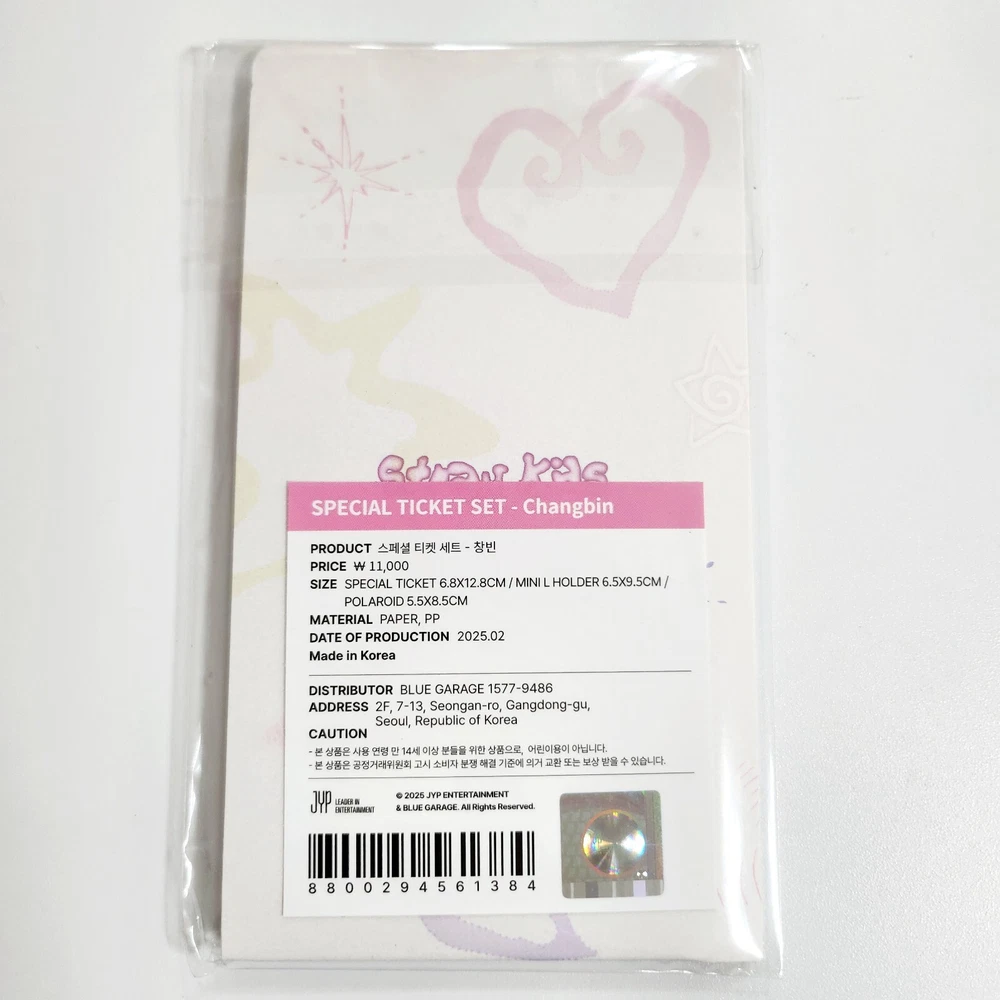 Stray Kids
SPECIAL TICKET SET - Changbin
PRODUCT 스페셜 티켓 세트 - 창빈
PRICE ₩ 11,000
SIZE SPECIAL TICKET 6.8X12.8CM / MINI L HOLDER 6.5X9.5CM /
POLAROID 5.5X8.5CM
MATERIAL PAPER, PP
DATE OF PRODUCTION 2025.02
Made in Korea
DISTRIBUTOR BLUE GARAGE 1577-9486
ADDRESS 2F, 7-13, Seongan-ro, Gangdong-gu,
Seoul, Republic of Korea
CAUTION
- 본 상품은 사용 연령 만 14세 이상 분들을 위한 상품으로, 어린이용이 아닙니다.
- 본 상품은 공정거래위원회 고시 소비자 분쟁 해결 기준에 의거 교환 또는 보상 받을 수 있습니다.
JYP LEADER IN
ENTERTAINMENT
© 2025 JYP ENTERTAINMENT
& BLUE GARAGE. All Rights Reserved.
8800294561384